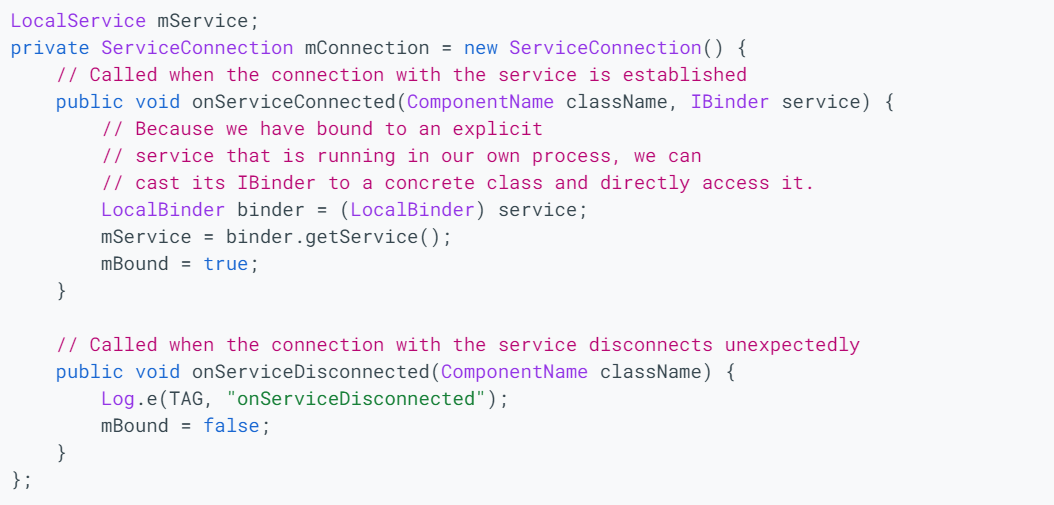 LocalService mService;
private ServiceConnection mConnection = new ServiceConnection() {
    // Called when the connection with the service is established
    public void onServiceConnected(ComponentName className, IBinder service) {
        // Because we have bound to an explicit
        // service that is running in our own process, we can
        // cast its IBinder to a concrete class and directly access it.
        LocalBinder binder = (LocalBinder) service;
        mService = binder.getService();
        mBound = true;
    }

    // Called when the connection with the service disconnects unexpectedly
    public void onServiceDisconnected(ComponentName className) {
        Log.e(TAG, "onServiceDisconnected");
        mBound = false;
    }
};